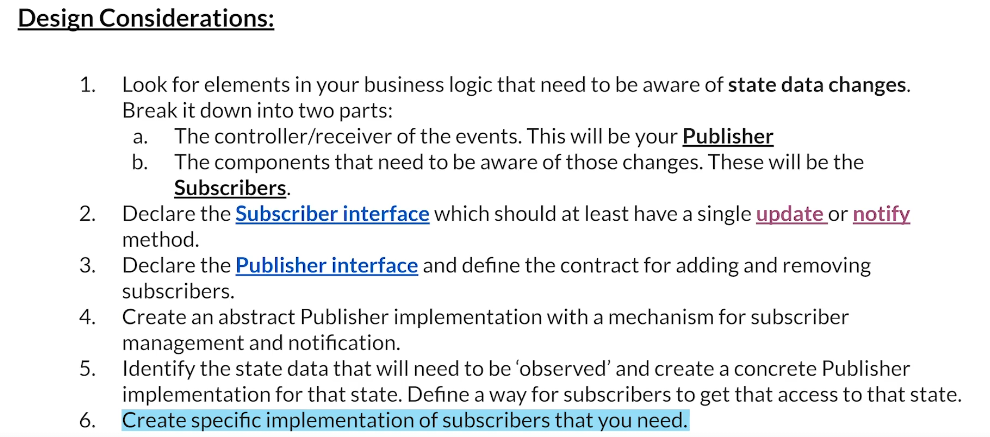 Design Considerations:
1. Look for elements in your business logic that need to be aware of state data changes.
Break it down into two parts:
a. The controller/receiver of the events. This will be your Publisher
b. The components that need to be aware of those changes. These will be the
Subscribers.
2. Declare the Subscriber interface which should at least have a single update or notify
method.
3. Declare the Publisher interface and define the contract for adding and removing
subscribers.
4. Create an abstract Publisher implementation with a mechanism for subscriber
management and notification.
5. Identify the state data that will need to be ‘observed’ and create a concrete Publisher
implementation for that state. Define a way for subscribers to get that access to that state.
6. Create specific implementation of subscribers that you need.